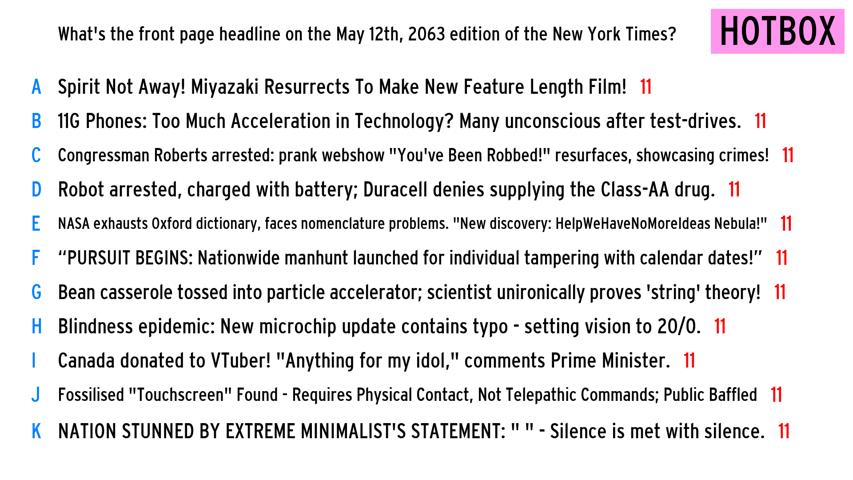 What's the front page headline on the May 12th, 2063 edition of the New York Times?
HOTBOX
A Spirit Not Away! Miyazaki Resurrects To Make New Feature Length Film! 11
B 11G Phones: Too Much Acceleration in Technology? Many unconscious after test-drives. 11
C Congressman Roberts arrested: prank webshow "You've Been Robbed!" resurfaces, showcasing crimes! 11
D Robot arrested, charged with battery; Duracell denies supplying the Class-AA drug. 11
E NASA exhausts Oxford dictionary, faces nomenclature problems. "New discovery: HelpWeHaveNoMoreIdeas Nebula!" 11
F “PURSUIT BEGINS: Nationwide manhunt launched for individual tampering with calendar dates!” 11
G Bean casserole tossed into particle accelerator; scientist unironically proves 'string' theory! 11
H Blindness epidemic: New microchip update contains typo - setting vision to 20/0. 11
I Canada donated to VTuber! "Anything for my idol," comments Prime Minister. 11
J Fossilised "Touchscreen" Found - Requires Physical Contact, Not Telepathic Commands; Public Baffled 11
K NATION STUNNED BY EXTREME MINIMALIST'S STATEMENT: " " - Silence is met with silence. 11